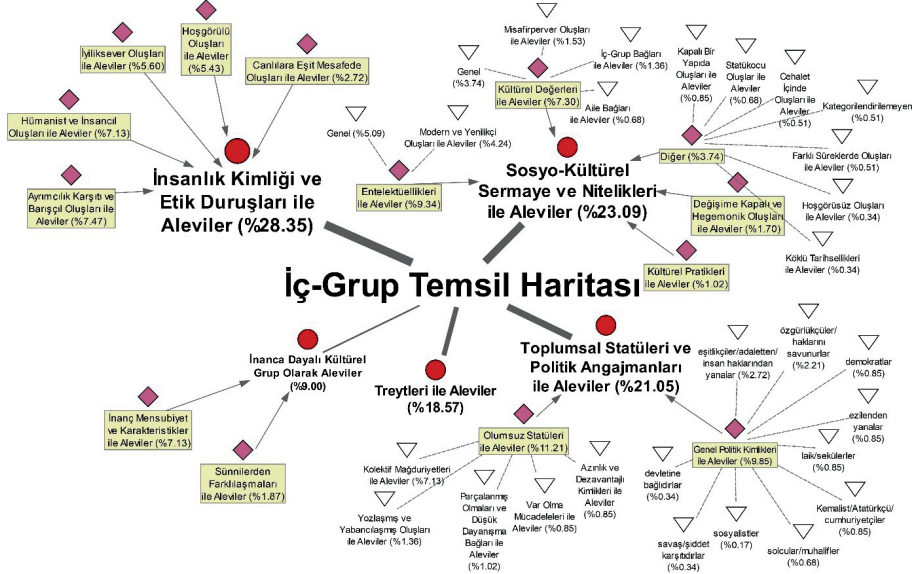 İç-Grup Temsil Haritası
İnsanlık Kimliği ve
Etik Duruşları ile
Aleviler (%28.35)
Hoşgörülü
Oluşları
ile Aleviler
(%5.43)
İyiliksever Oluşları
ile Aleviler
(%5.60)
Canlılara Eşit Mesafede
Oluşları ile Aleviler (%2.72)
Hümanist ve İnsancıl
Oluşları ile Aleviler
(%7.13)
Ayrımcılık Karşıtı ve
Barışçıl Oluşları ile
Aleviler (%7.47)
Sosyo-Kültürel
Sermaye ve Nitelikleri
ile Aleviler (%23.09)
Misafirperver Oluşları
ile Aleviler
(%1.53)
Genel
(%3.74)
İç-Grup Bağları
ile Aleviler
(%1.36)
Kültürel Değerleri
ile Aleviler
(%7.30)
Aile Bağları
ile Aleviler
(%0.68)
Genel (%5.09)
Modern ve Yenilikçi
Oluşları ile Aleviler
(%4.24)
Entelektüellikleri
ile Aleviler
(%9.34)
Kapalı Bir
Yapıda
Oluşları ile
Aleviler
(%0.85)
Statükocu
Oluşlar ile
Aleviler
(%0.68)
Cehalet
İçinde
Oluşları ile
Aleviler
(%0.51)
Kategorilendirilemeyen
(%0.51)
Diğer (%3.74)
Farklı Süreklerde Oluşları
ile Aleviler
(%0.51)
Hoşgörüsüz Oluşları
ile Aleviler
(%0.34)
Değişime Kapalı ve
Hegemonik Oluşları
ile Aleviler
(%1.70)
Köklü Tarihsellikleri
ile Aleviler
(%0.34)
Kültürel Pratikleri
ile Aleviler
(%1.02)
İnanca Dayalı Kültürel
Grup Olarak Aleviler
(%9.00)
İnanç Mensubiyet
ve Karakteristikler
ile Aleviler
(%7.13)
Sünnilerden
Farklılaşmaları
ile Aleviler
(%1.87)
Treytleri ile Aleviler
(%18.57)
Toplumsal Statüleri ve
Politik Angajmanları
ile Aleviler (%21.05)
Olumsuz Statüleri
ile Aleviler
(%11.21)
Kolektif Mağduriyetleri
ile Aleviler (%7.13)
Yozlaşmış ve
Yabancılaşmış Oluşları
ile Aleviler
(%1.36)
Parçalanmış
Olmaları ve
Düşük
Dayanışma
Bağları ile
Aleviler
(%1.02)
Var Olma
Mücadeleleri ile
Aleviler (%0.85)
Azınlık ve
Dezavantajlı
Kimlikleri ile
Aleviler
(%0.85)
Genel Politik Kimlikleri
ile Aleviler
(%9.85)
eşitlikçiler/adaletten/
insan haklarından
yanalar
(%2.72)
özgürlükçüler/
haklarını
savunurlar
(%2.21)
demokratlar
(%0.85)
ezilenden
yanalar
(%0.85)
laik/sekülerler
(%0.85)
Kemalist/Atatürkçü/
cumhuriyetçiler
(%0.85)
solcular/muhalifler
(%0.68)
sosyalistler
(%0.17)
savaş/şiddet
karşıtıdırlar
(%0.34)
devletine
bağlıdırlar
(%0.34)